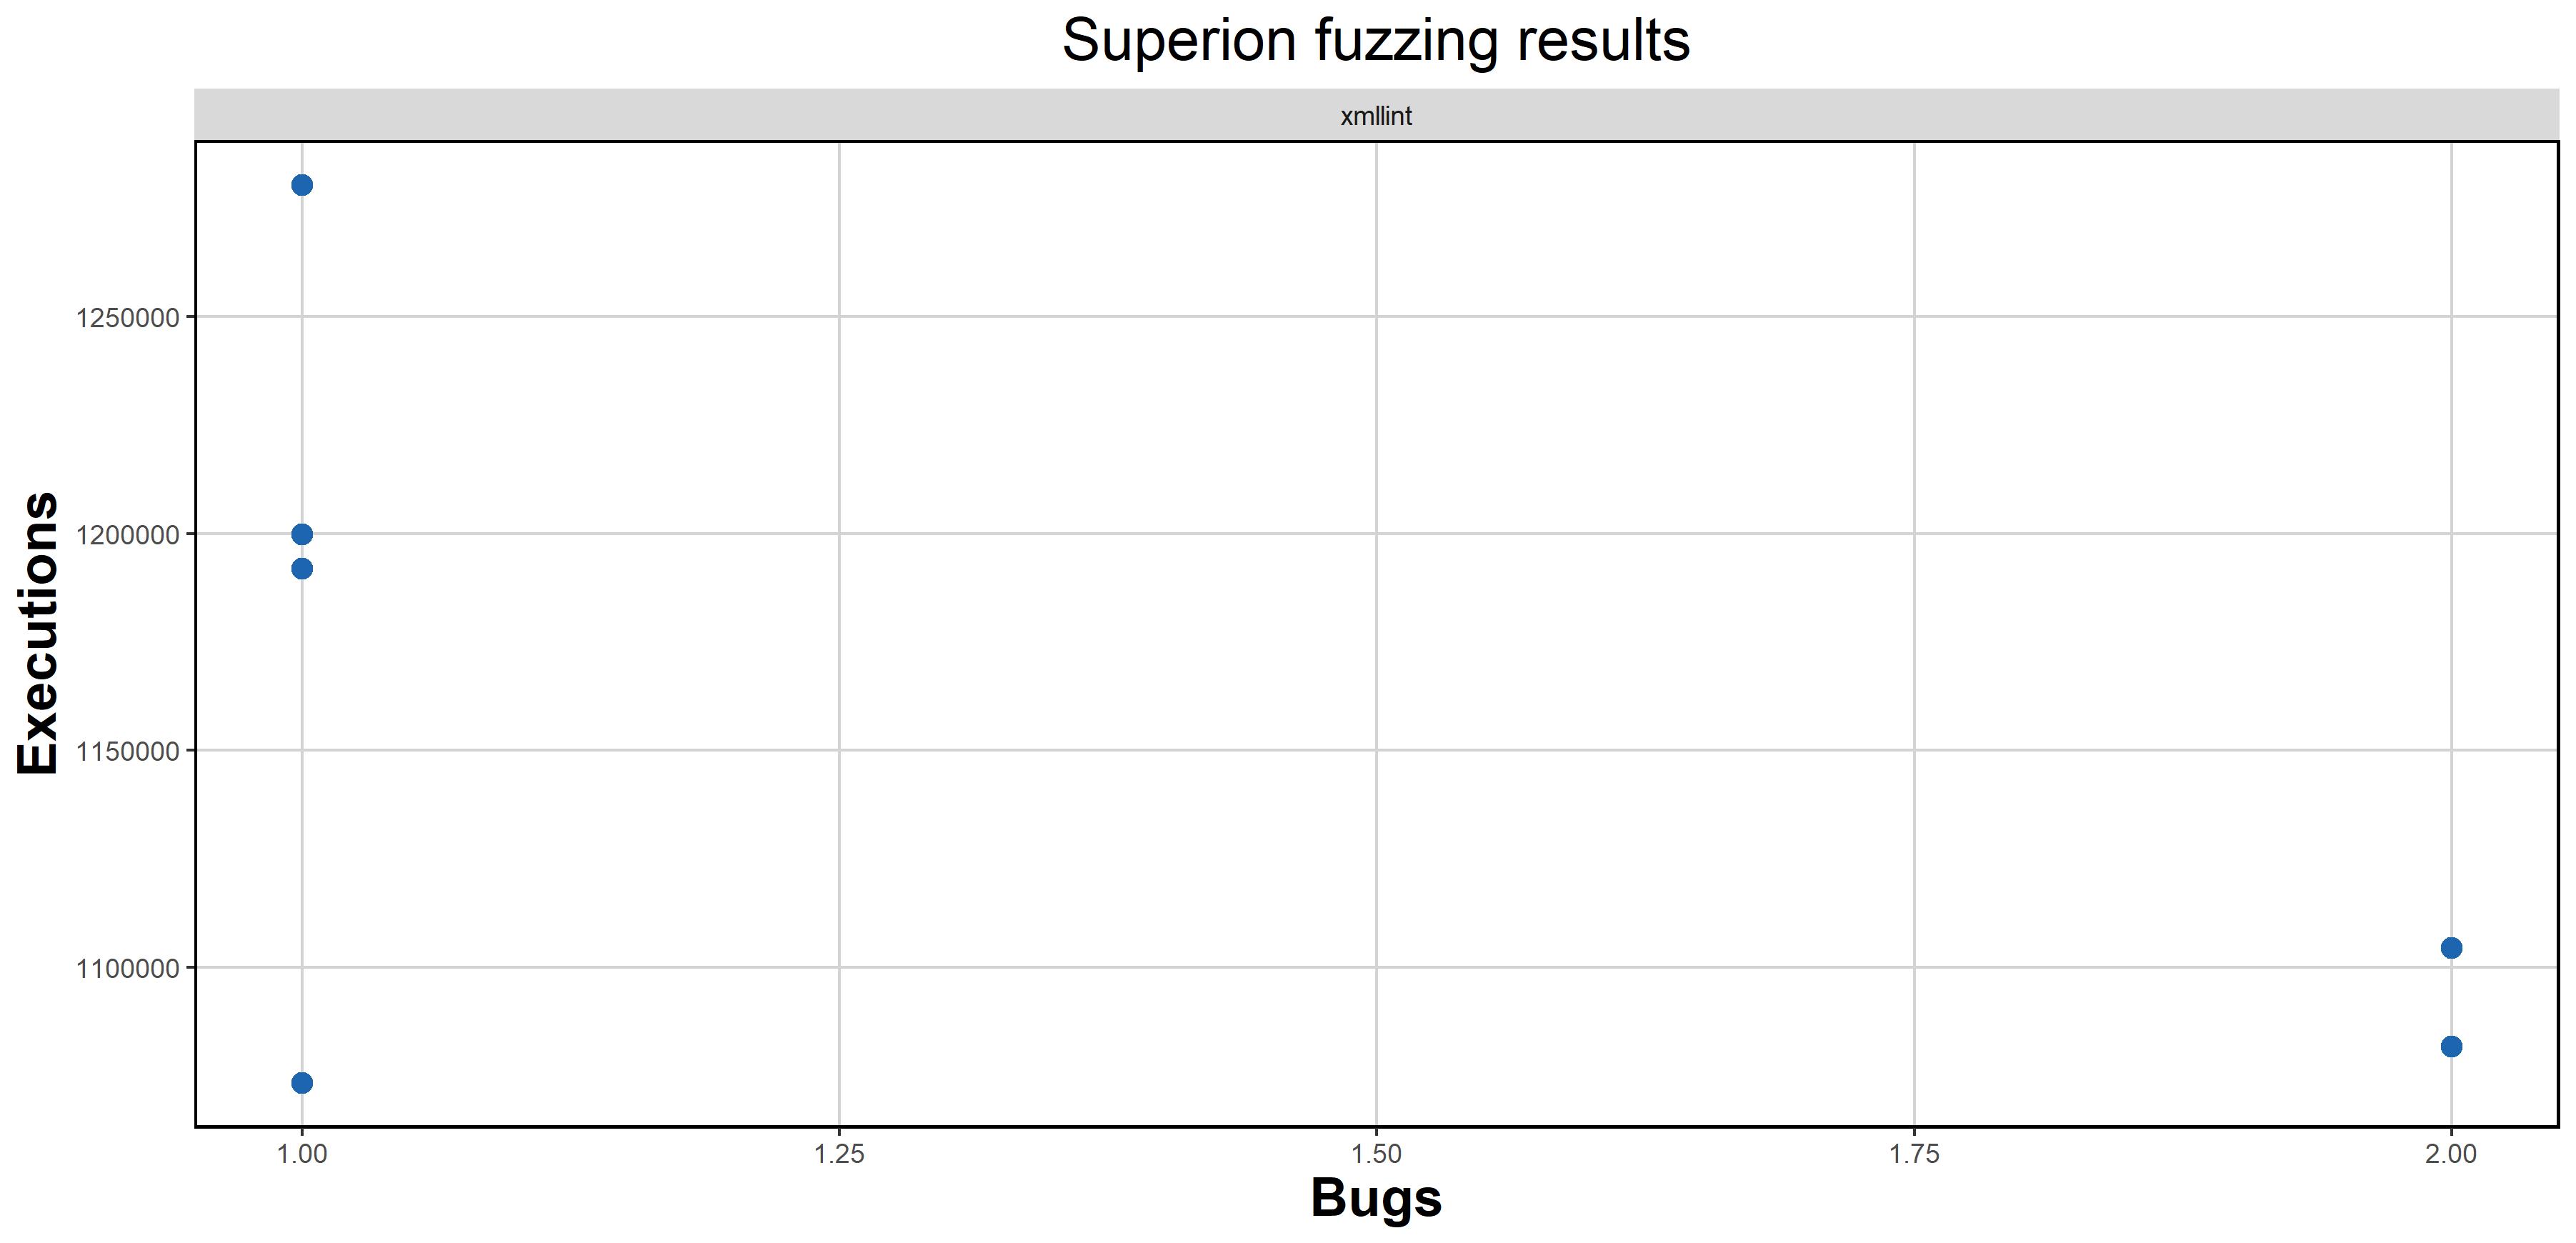 Superion fuzzing results
xmllint
Executions
1250000
1200000
1150000
1100000
1.00 1.25 1.50 1.75 2.00
Bugs